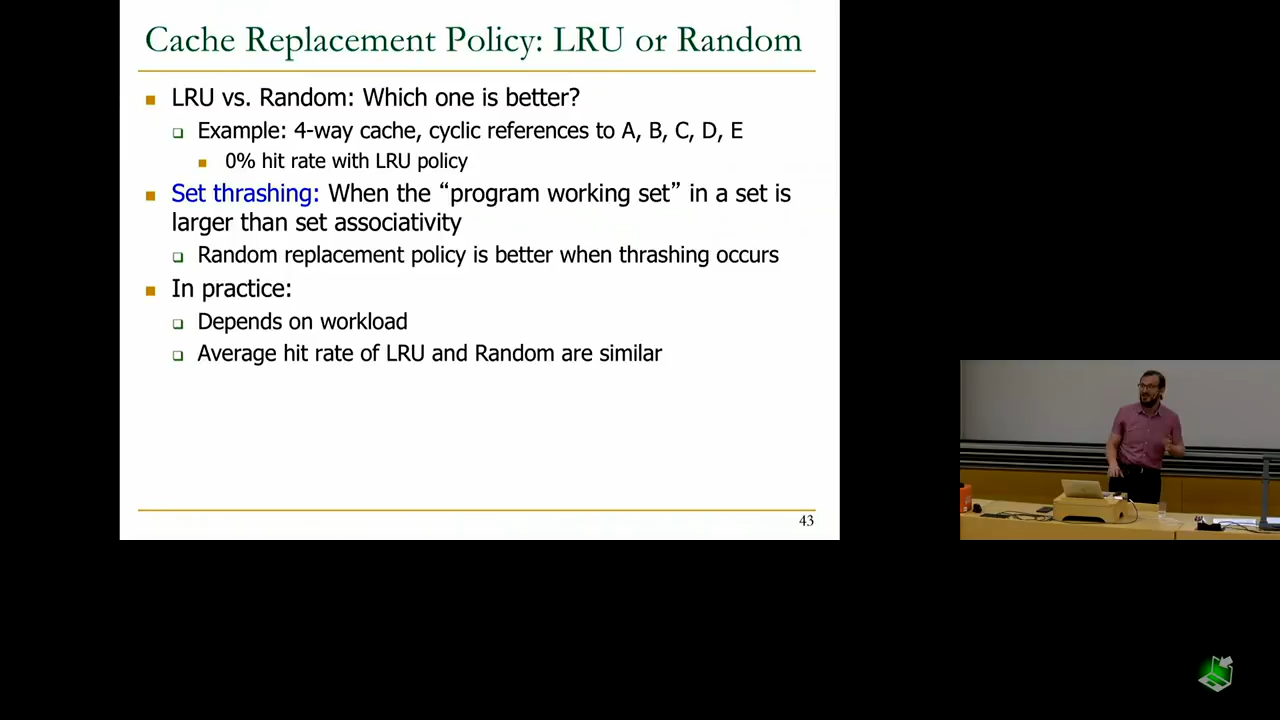 Cache Replacement Policy: LRU or Random
LRU vs. Random: Which one is better?
Example: 4-way cache, cyclic references to A, B, C, D, E
0% hit rate with LRU policy
Set thrashing: When the “program working set” in a set is
larger than set associativity
Random replacement policy is better when thrashing occurs
In practice:
Depends on workload
Average hit rate of LRU and Random are similar
43